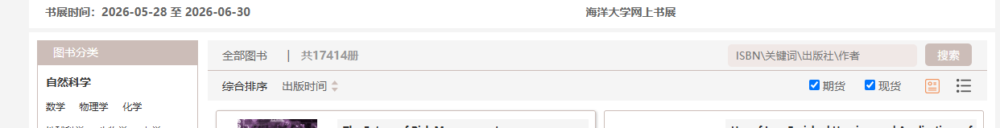 书展时间：2026-05-28 至 2026-06-30
海洋大学网上书展
图书分类
全部图书 | 共17414册
ISBN\关键词\出版社\作者
搜索
自然科学
综合排序 出版时间
期货 现货
数学 物理学 化学